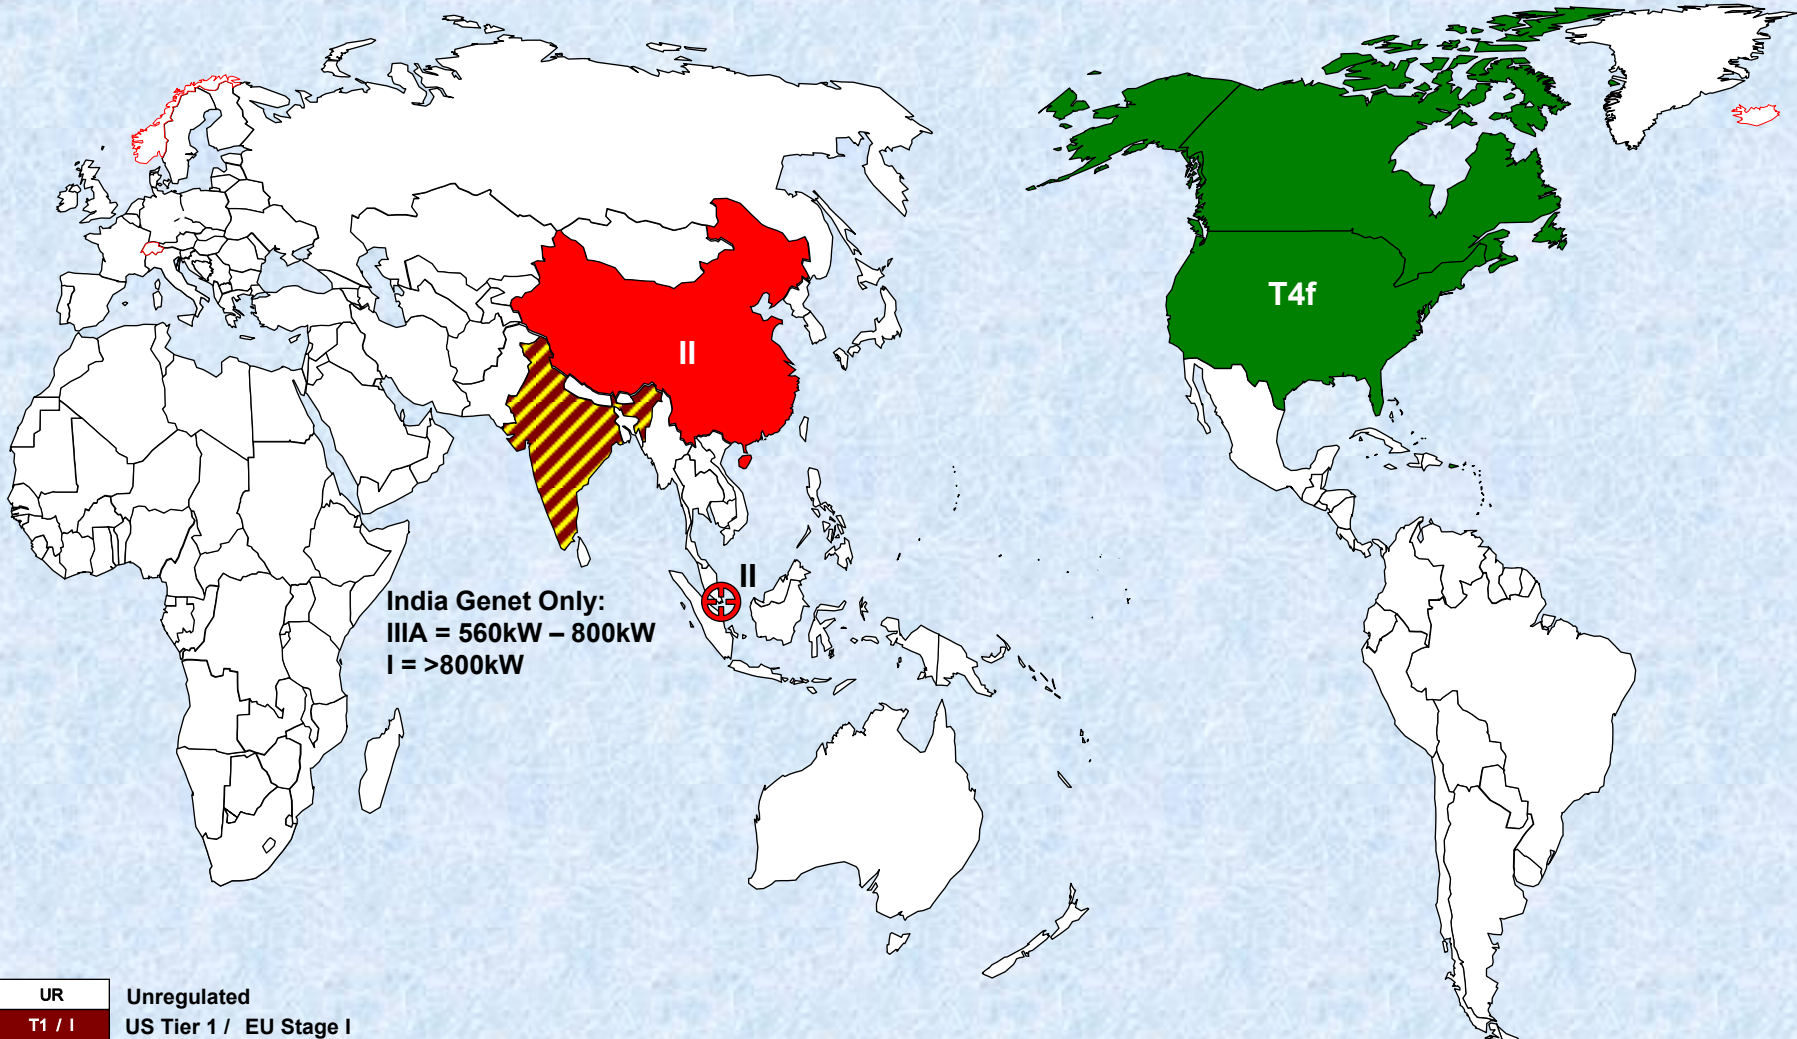 T4f
II
II
India Genet Only:
IIIA = 560kW – 800kW
I = >800kW
UR Unregulated
T1 / I US Tier 1 / EU Stage I